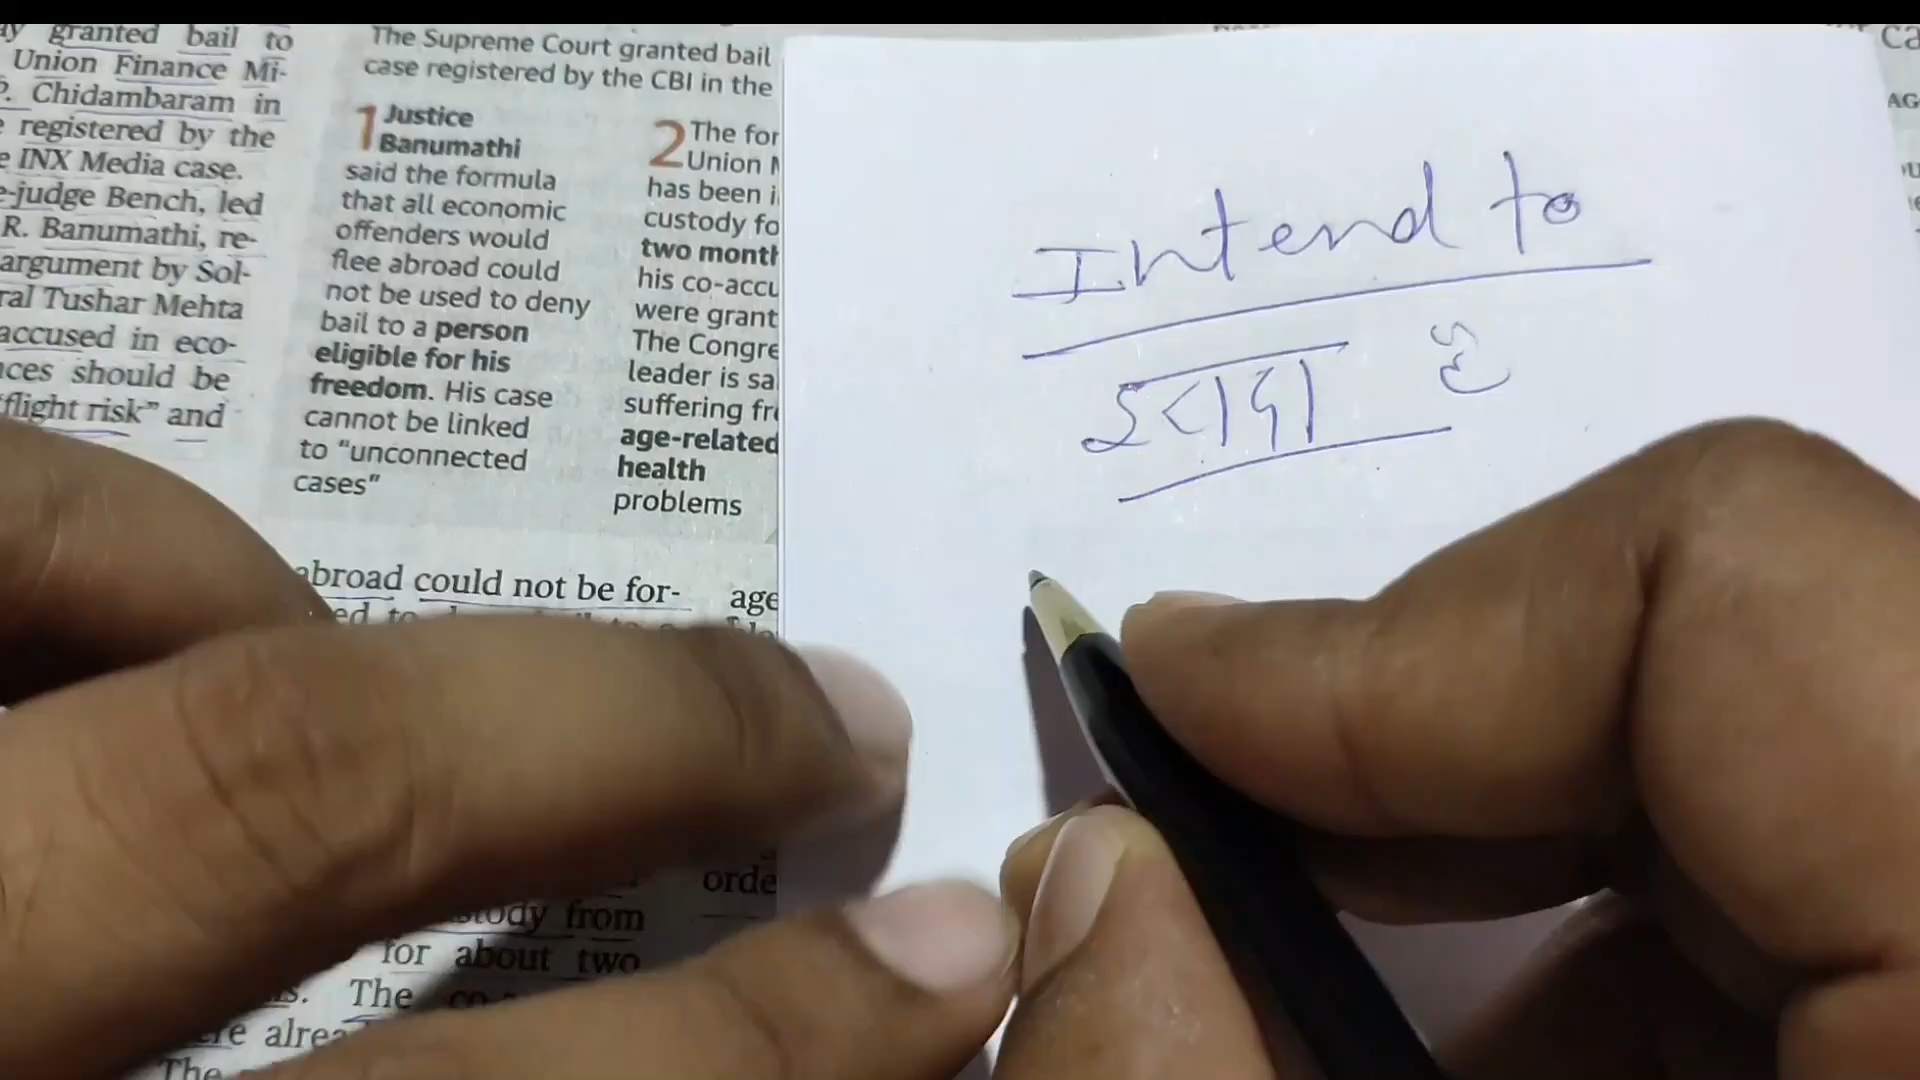 ay granted bail to
Union Finance Mi-
P. Chidambaram in
e registered by the
e INX Media case.
e-judge Bench, led
R. Banumathi, re-
argument by Sol-
ral Tushar Mehta
accused in eco-
nces should be
"flight risk" and
The Supreme Court granted bail
case registered by the CBI in the
1 Justice
Banumathi
said the formula
that all economic
offenders would
flee abroad could
not be used to deny
bail to a person
eligible for his
freedom. His case
cannot be linked
to "unconnected
cases"
2 The for
Union M
has been i
custody fo
two month
his co-accu
were grant
The Congre
leader is sa
suffering fr
age-related
health
problems
abroad could not be for-
age
orde
from
for about two
The co-
alrea
The
Intend to
इरादा है